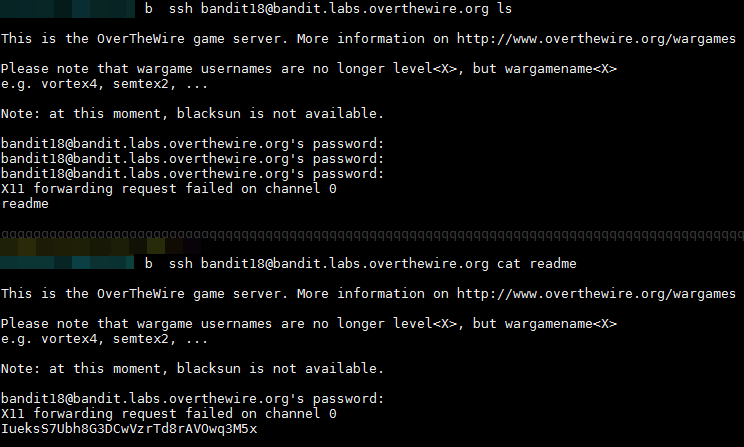 b ssh bandit18@bandit.labs.overthewire.org ls
This is the OverTheWire game server. More information on http://www.overthewire.org/wargames
Please note that wargame usernames are no longer level<X>, but wargamename<X>
e.g. vortex4, semtex2, ...
Note: at this moment, blacksun is not available.
bandit18@bandit.labs.overthewire.org's password:
bandit18@bandit.labs.overthewire.org's password:
bandit18@bandit.labs.overthewire.org's password:
X11 forwarding request failed on channel 0
readme
b ssh bandit18@bandit.labs.overthewire.org cat readme
This is the OverTheWire game server. More information on http://www.overthewire.org/wargames
Please note that wargame usernames are no longer level<X>, but wargamename<X>
e.g. vortex4, semtex2, ...
Note: at this moment, blacksun is not available.
bandit18@bandit.labs.overthewire.org's password:
X11 forwarding request failed on channel 0
IueksS7Ubh8G3DCwVzrTd8rAVOwq3M5x